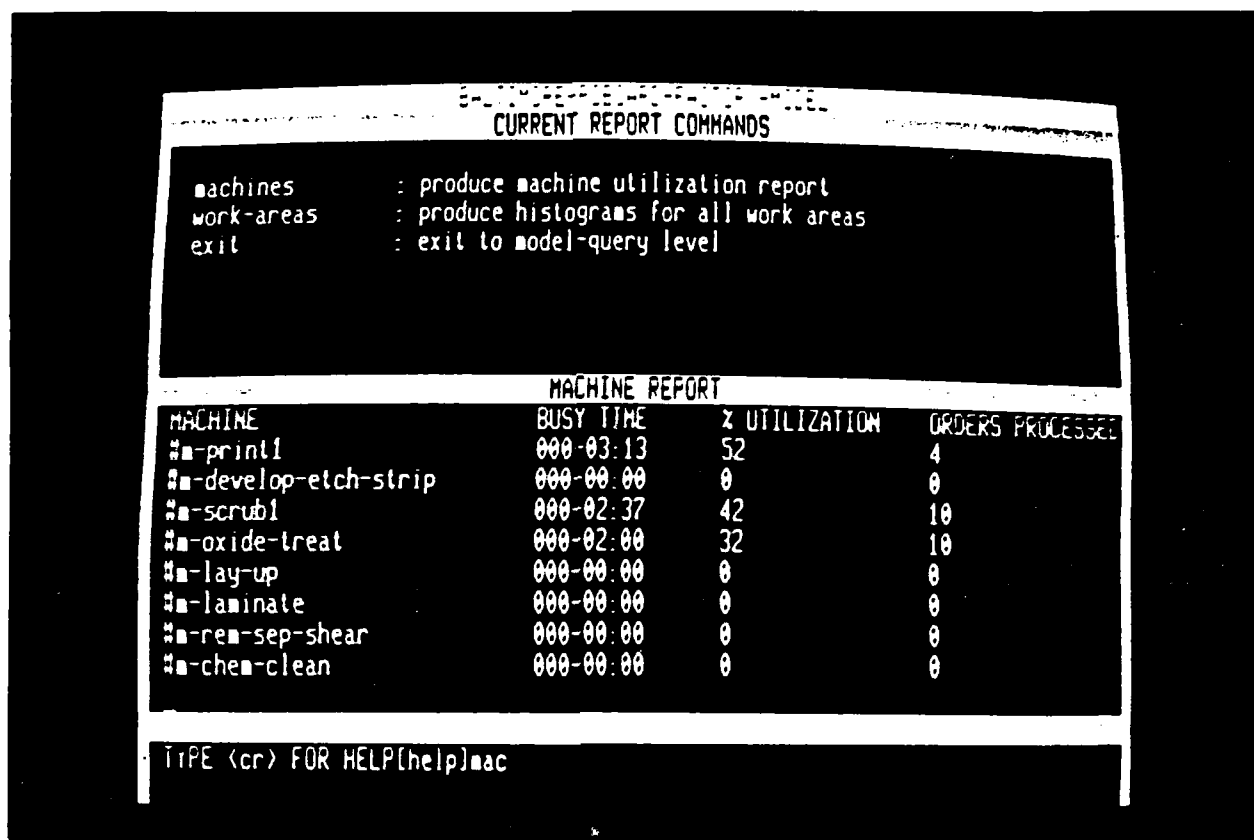 CURRENT REPORT COMMANDS
machines : produce machine utilization report
work-areas : produce histograms for all work areas
exit : exit to model-query level
MACHINE REPORT
MACHINE BUSY TIME % UTILIZATION ORDERS PROCESSED
#m-print1 000-03:13 52 4
#m-develop-etch-strip 000-00:00 0 0
#m-scrub1 000-02:37 42 10
#m-oxide-treat 000-02:00 32 10
#m-lay-up 000-00:00 0 0
#m-laminate 000-00:00 0 0
#m-rem-sep-shear 000-00:00 0 0
#m-chem-clean 000-00:00 0 0
TYPE <cr> FOR HELP[help]mac